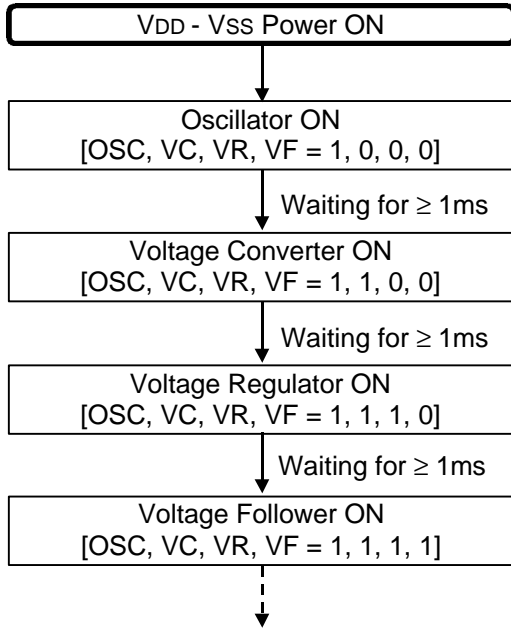 VDD - VSS Power ON
Oscillator ON
[OSC, VC, VR, VF = 1, 0, 0, 0]
Waiting for ≥ 1ms
Voltage Converter ON
[OSC, VC, VR, VF = 1, 1, 0, 0]
Waiting for ≥ 1ms
Voltage Regulator ON
[OSC, VC, VR, VF = 1, 1, 1, 0]
Waiting for ≥ 1ms
Voltage Follower ON
[OSC, VC, VR, VF = 1, 1, 1, 1]